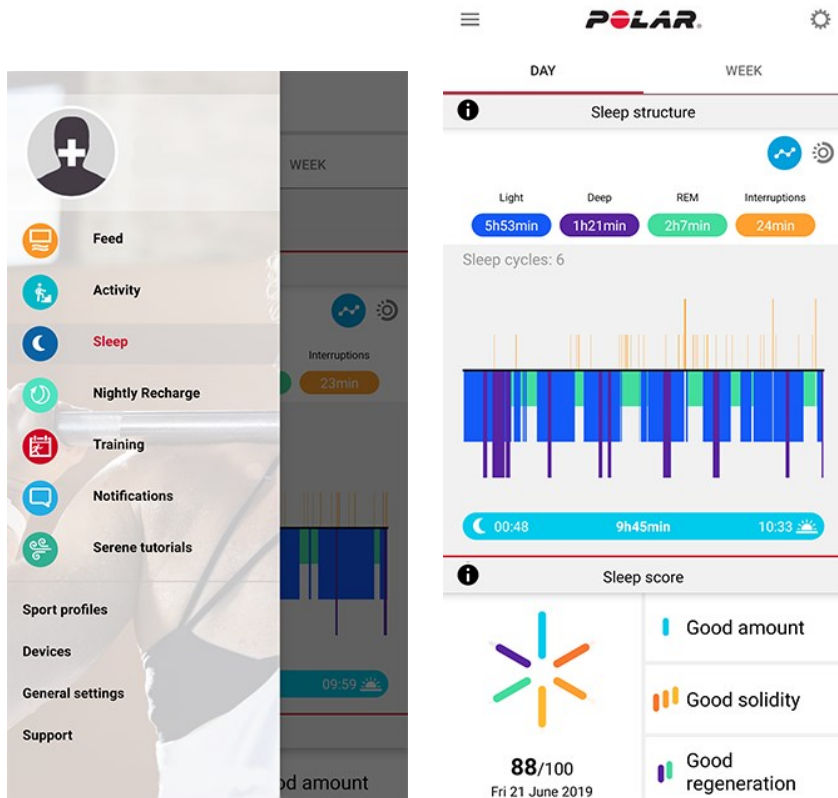 WEEK
Feed
Activity
Sleep
Interruptions
Nightly Recharge
23min
Training
Notifications
Serene tutorials
Sport profiles
Devices
09:59
General settings
Support
od amount
POLAR.
DAY WEEK
i Sleep structure
Light Deep REM Interruptions
5h53min 1h21min 2h7min 24min
Sleep cycles: 6
00:48 9h45min 10:33
i Sleep score
Good amount
Good solidity
88/100
Fri 21 June 2019
Good
regeneration